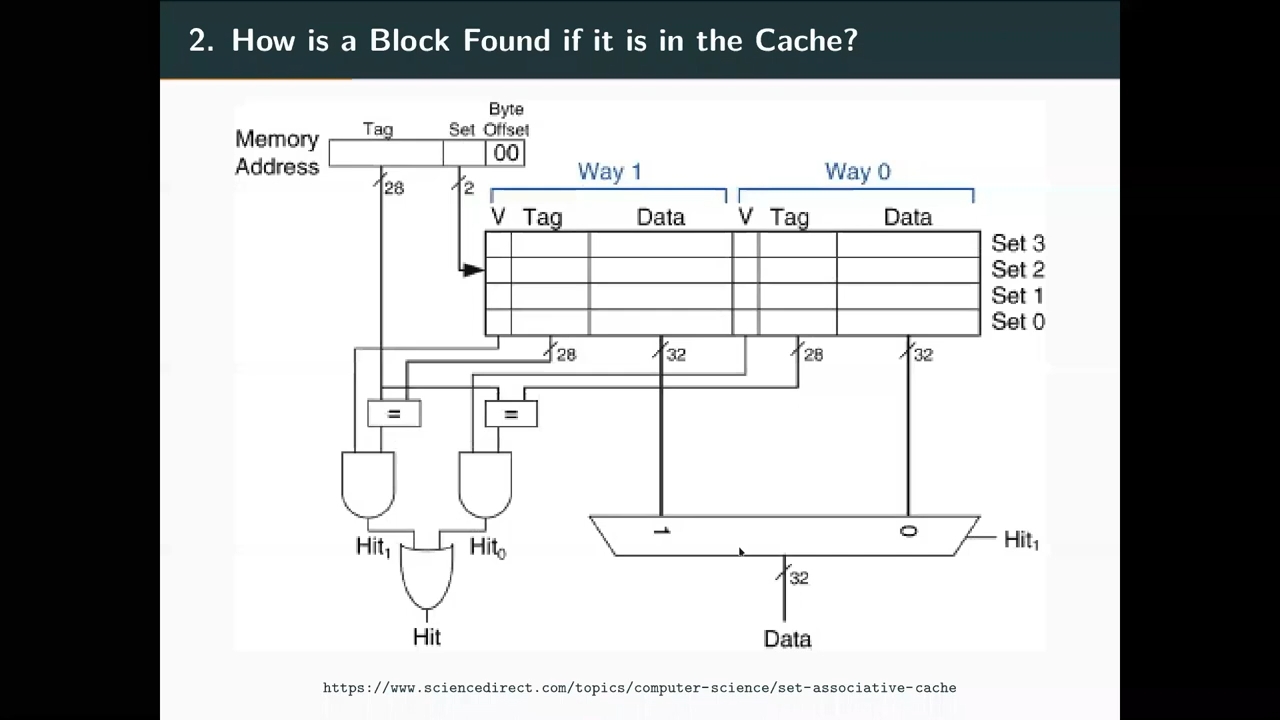 2. How is a Block Found if it is in the Cache?
Byte
Tag Set Offset
Memory
Address
00
28 2
Way 1 Way 0
V Tag Data V Tag Data
Set 3
Set 2
Set 1
Set 0
28 32 28 32
= =
1 0
Hit1 Hit0 Hit1
32
Hit Data
https://www.sciencedirect.com/topics/computer-science/set-associative-cache